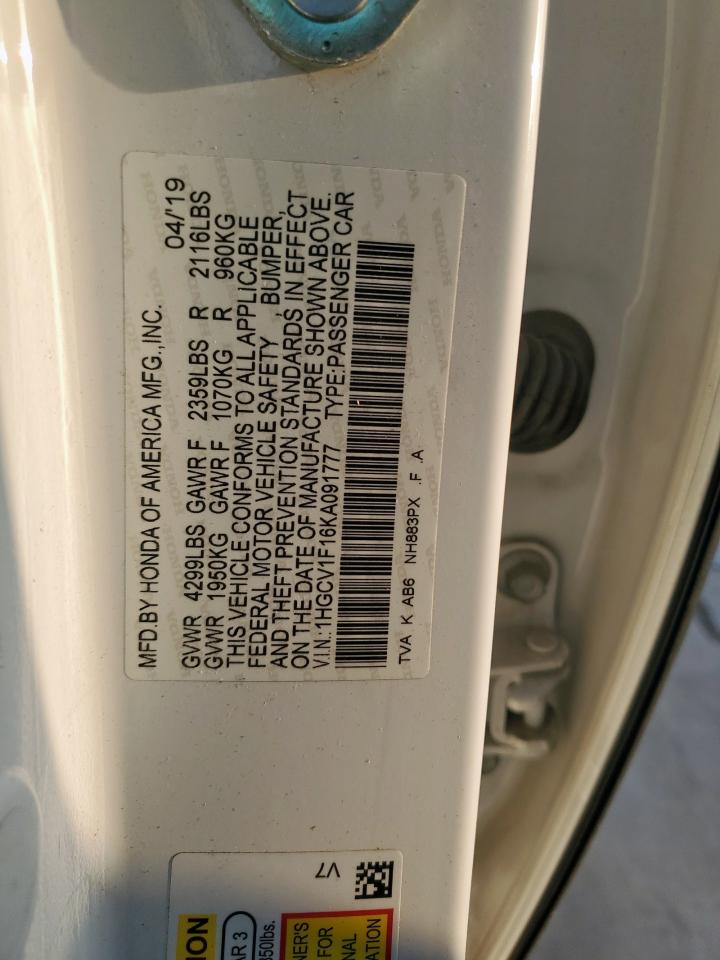 MFD.BY HONDA OF AMERICA MFG.,INC. 04/'19
GVWR 4299LBS GAWR F 2359LBS R 2116LBS
GVWR 1950KG GAWR F 1070KG R 960KG
THIS VEHICLE CONFORMS TO ALL APPLICABLE
FEDERAL MOTOR VEHICLE SAFETY , BUMPER,
AND THEFT PREVENTION STANDARDS IN EFFECT
ON THE DATE OF MANUFACTURE SHOWN ABOVE.
V.I.N.:1HGCV1F16KA091777 TYPE:PASSENGER CAR
TVA K AB6 NH883PX .F .A
HONDA
V7